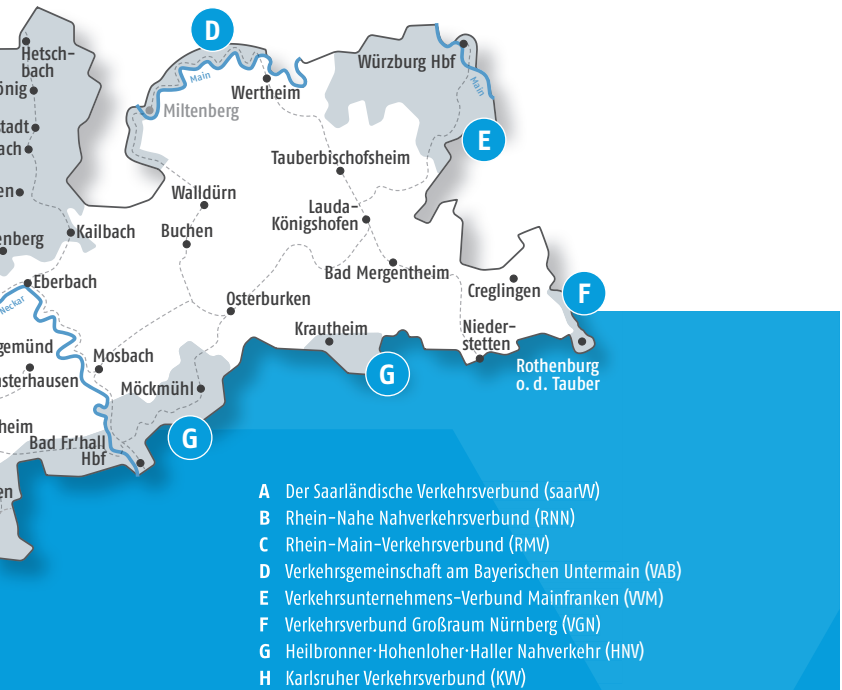 D
Hetsch-
bach
önig
stadt
ach
en
enberg
Kailbach
Eberbach
Neckar
gemünd
sterhausen
heim
Bad Fr'hall
Hbf
en
Main
Wertheim
Miltenberg
Würzburg Hbf
Main
E
Tauberbischofsheim
Walldürn
Lauda-
Königshofen
Buchen
Bad Mergentheim
Creglingen
F
Osterburken
Krautheim
Nieder-
stetten
Rothenburg
o. d. Tauber
Mosbach
Möckmühl
G
G
A Der Saarländische Verkehrsverbund (saarVV)
B Rhein-Nahe Nahverkehrsverbund (RNN)
C Rhein-Main-Verkehrsverbund (RMV)
D Verkehrsgemeinschaft am Bayerischen Untermain (VAB)
E Verkehrsunternehmens-Verbund Mainfranken (VVM)
F Verkehrsverbund Großraum Nürnberg (VGN)
G Heilbronner·Hohenloher·Haller Nahverkehr (HNV)
H Karlsruher Verkehrsverbund (KVV)